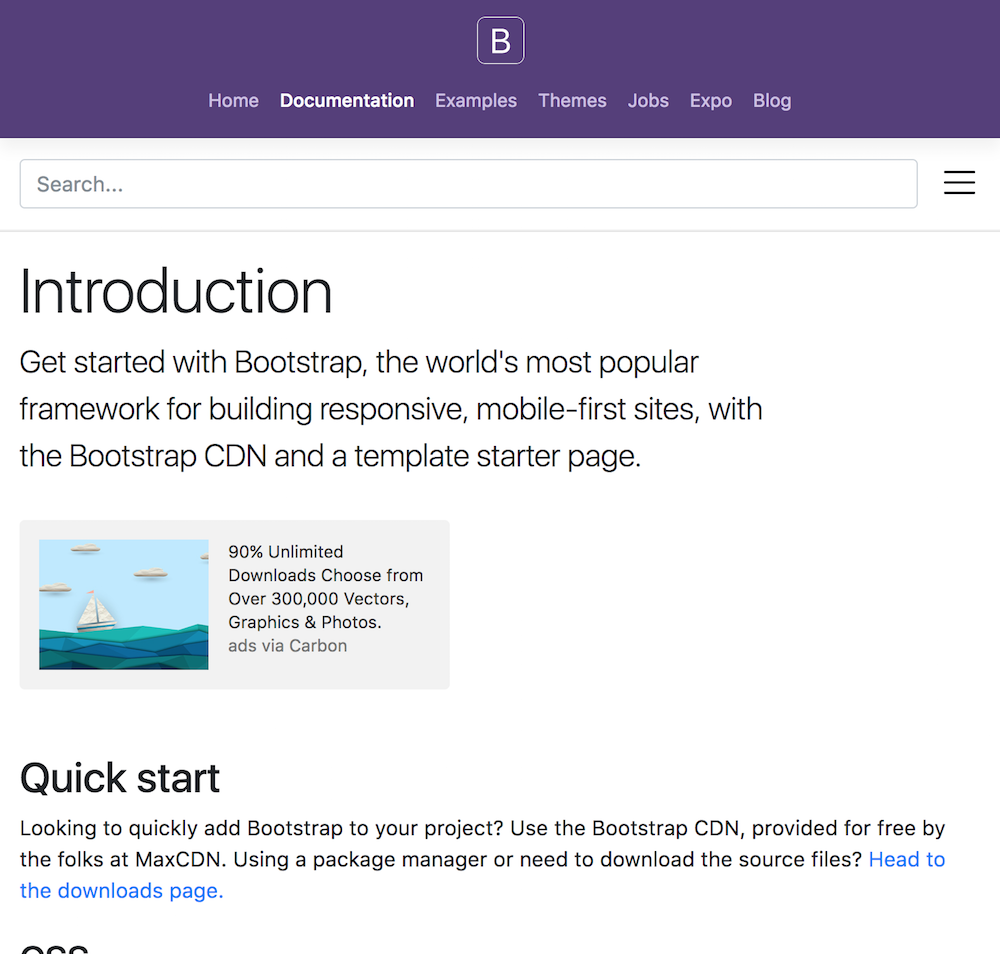 B
Home Documentation Examples Themes Jobs Expo Blog
Search...
Introduction
Get started with Bootstrap, the world's most popular
framework for building responsive, mobile-first sites, with
the Bootstrap CDN and a template starter page.
90% Unlimited
Downloads Choose from
Over 300,000 Vectors,
Graphics & Photos.
ads via Carbon
Quick start
Looking to quickly add Bootstrap to your project? Use the Bootstrap CDN, provided for free by
the folks at MaxCDN. Using a package manager or need to download the source files? Head to
the downloads page.